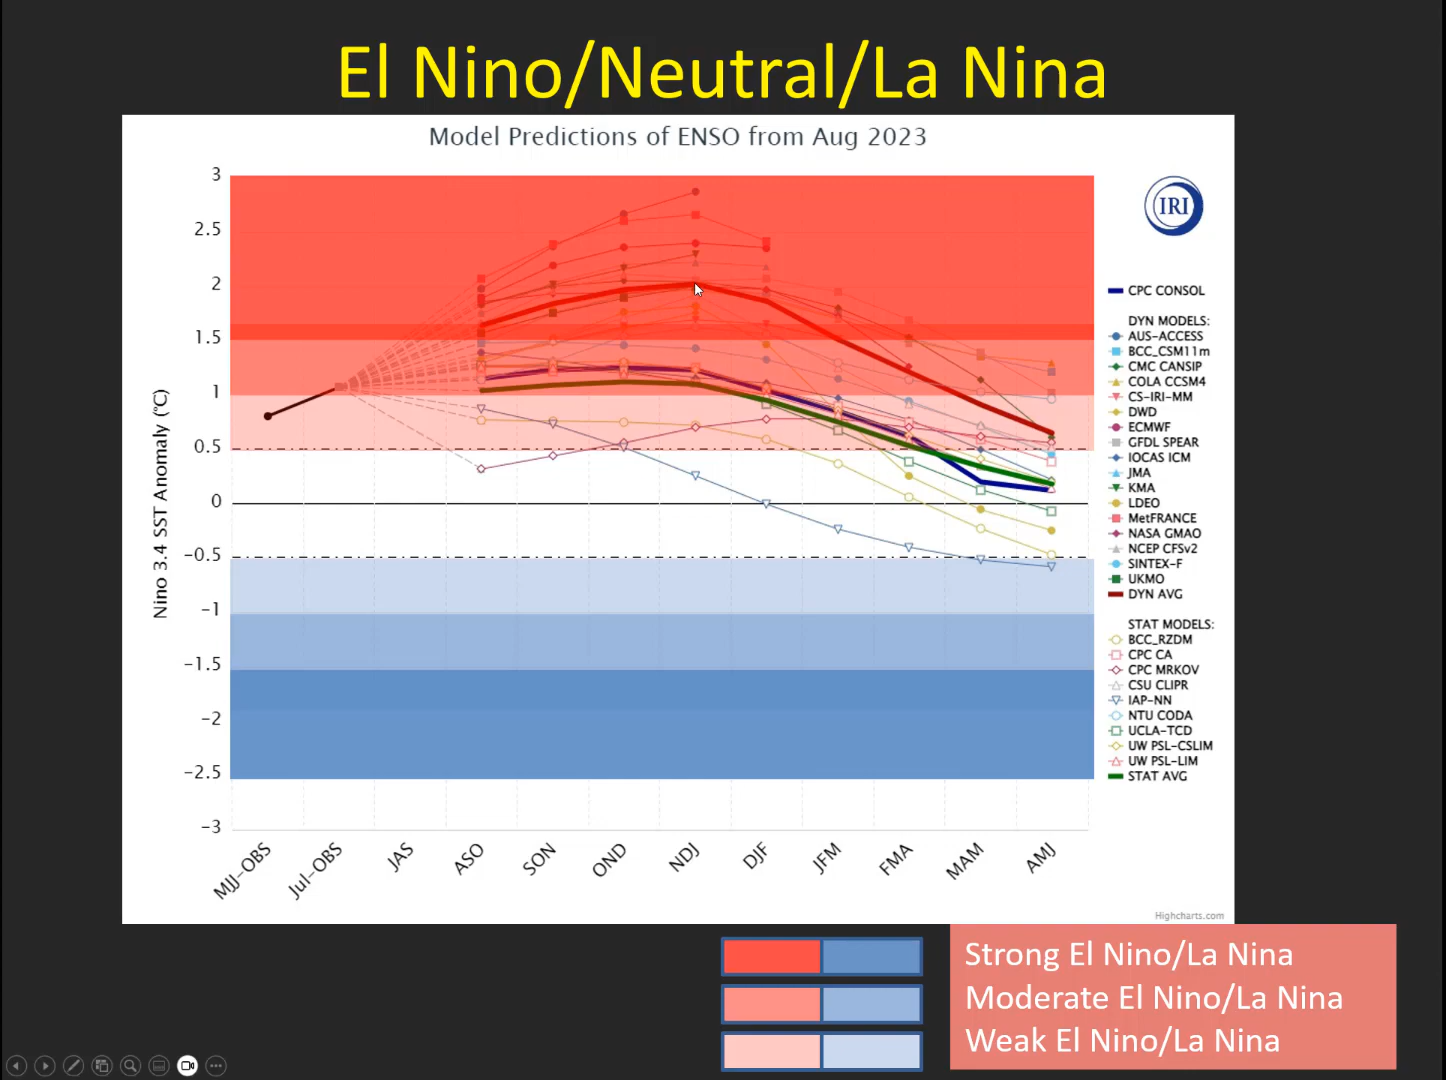 El Nino/Neutral/La Nina
Model Predictions of ENSO from Aug 2023
IRI
Nino 3.4 SST Anomaly (°C)
3
2.5
2
1.5
1
0.5
0
-0.5
-1
-1.5
-2
-2.5
-3
MJJ-OBS
Jul-OBS
JAS
ASO
SON
OND
NDJ
DJF
JFM
FMA
MAM
AMJ
CPC CONSOL
DYN MODELS:
AUS-ACCESS
BCC_CSM11m
CMC CANSIP
COLA CCSM4
CS-IRI-MM
DWD
ECMWF
GFDL SPEAR
IOCAS ICM
JMA
KMA
LDEO
MetFRANCE
NASA GMAO
NCEP CFSv2
SINTEX-F
UKMO
DYN AVG
STAT MODELS:
BCC_RZDM
CPC CA
CPC MRKOV
CSU CLIPR
IAP-NN
NTU CODA
UCLA-TCD
UW PSL-CSLIM
UW PSL-LIM
STAT AVG
Highcharts.com
Strong El Nino/La Nina
Moderate El Nino/La Nina
Weak El Nino/La Nina